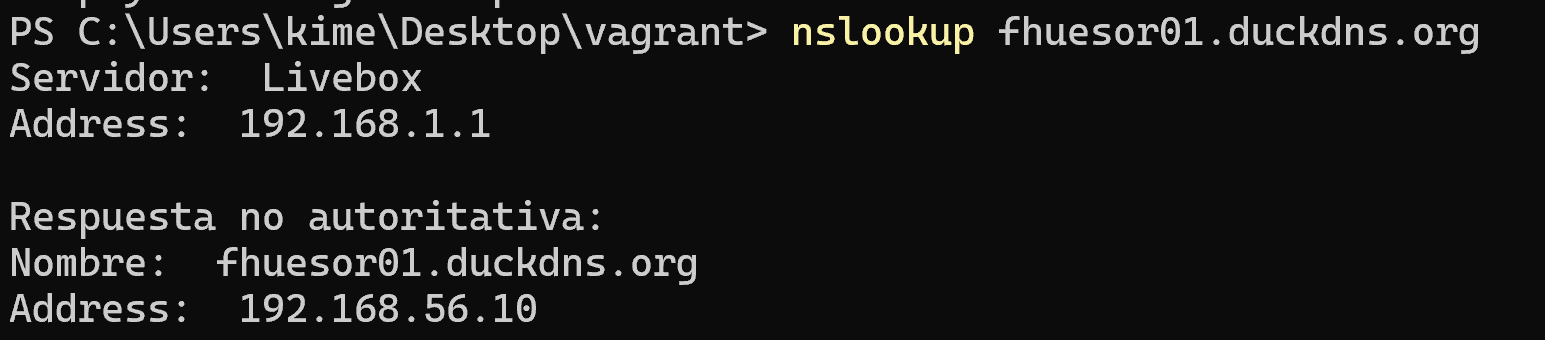 PS C:\Users\kime\Desktop\vagrant> nslookup fhuesor01.duckdns.org
Servidor:  Livebox
Address:  192.168.1.1

Respuesta no autoritativa:
Nombre:  fhuesor01.duckdns.org
Address:  192.168.56.10